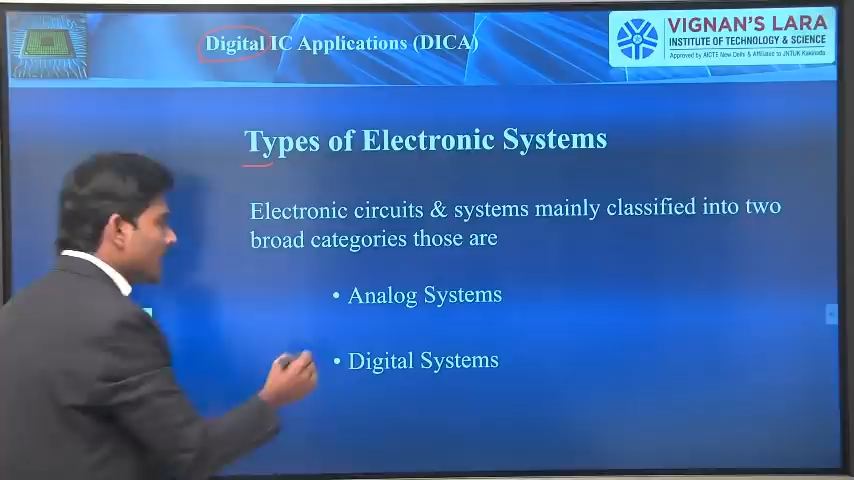 Digital IC Applications (DICA)
VIGNAN'S LARA
INSTITUTE OF TECHNOLOGY & SCIENCE
Approved by AICTE New Delhi & Affiliated to JNTUK Kakinada
Types of Electronic Systems
Electronic circuits & systems mainly classified into two
broad categories those are
• Analog Systems
• Digital Systems